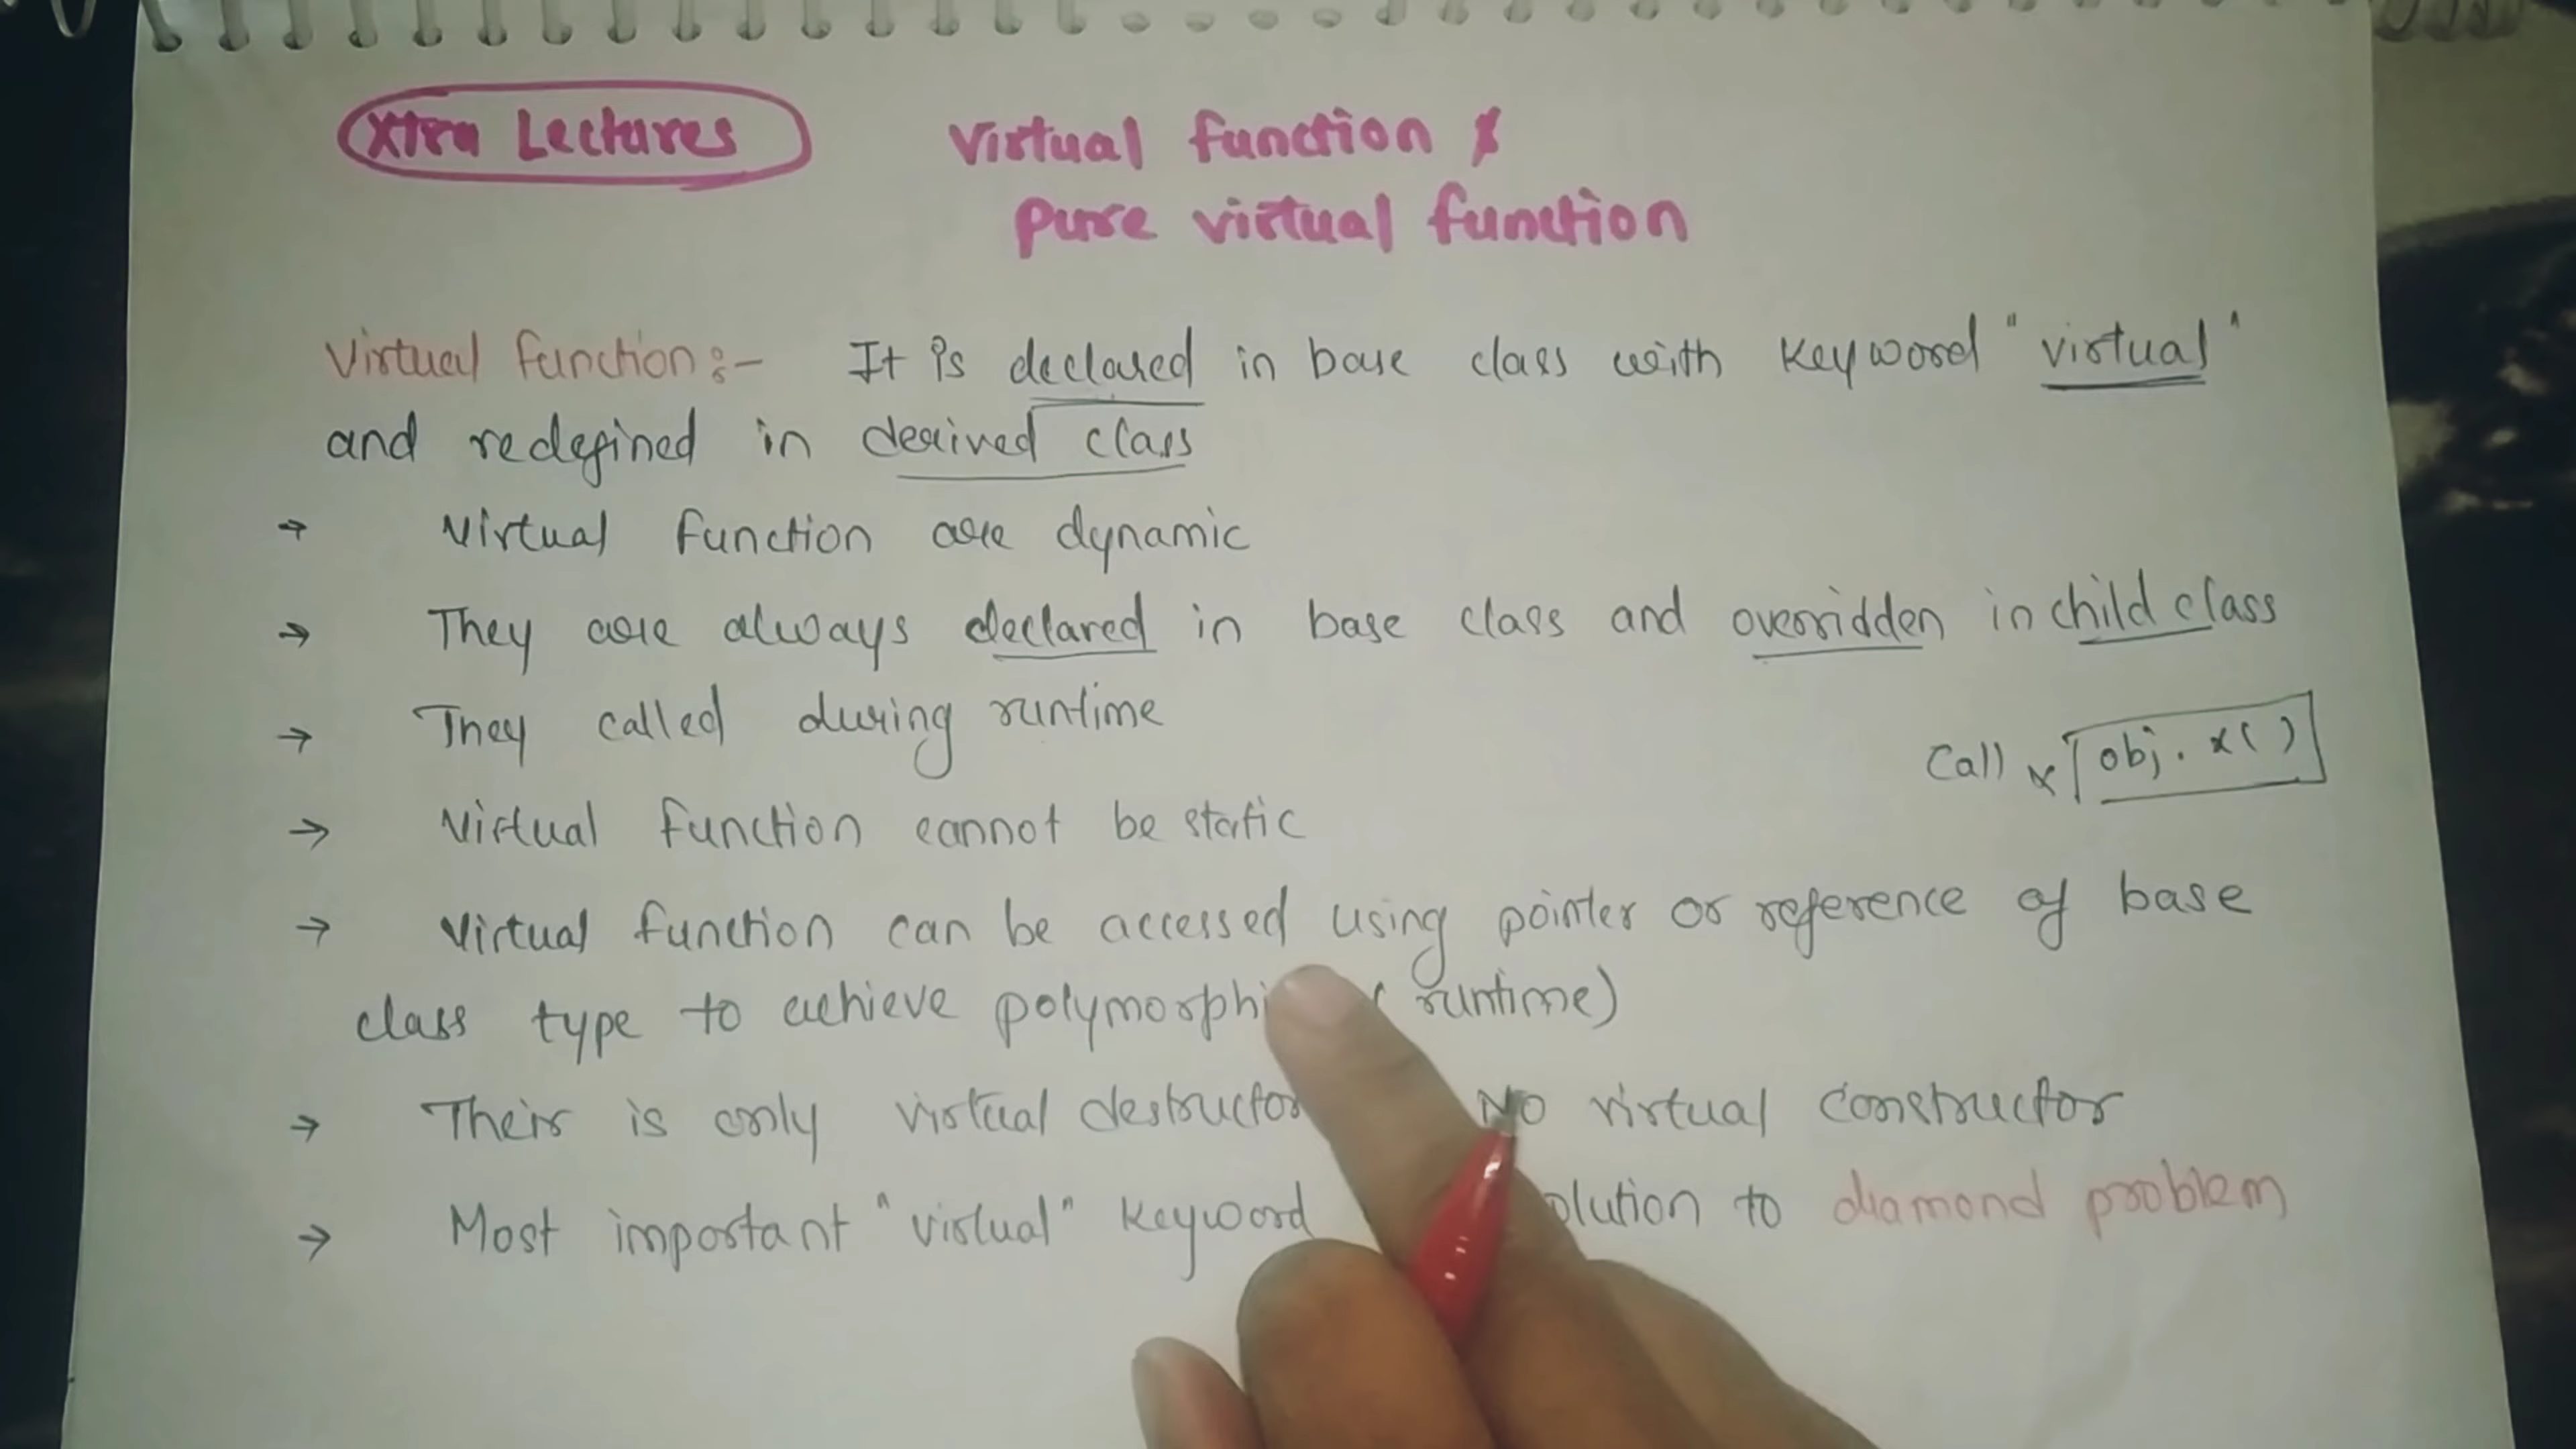 Xtra Lectures
Virtual function &
pure virtual function
Virtual function :- It is declared in base class with keyword "virtual"
and redefined in derived class
→ Virtual function are dynamic
→ They are always declared in base class and overridden in child class
→ They called during runtime
Call x obj. x( )
→ Virtual function cannot be static
→ Virtual function can be accessed using pointer or reference of base
class type to achieve ( runtime)
→ Their is only virtual destructor No virtual constructor
→ Most important "virtual" keyword to diamond problem